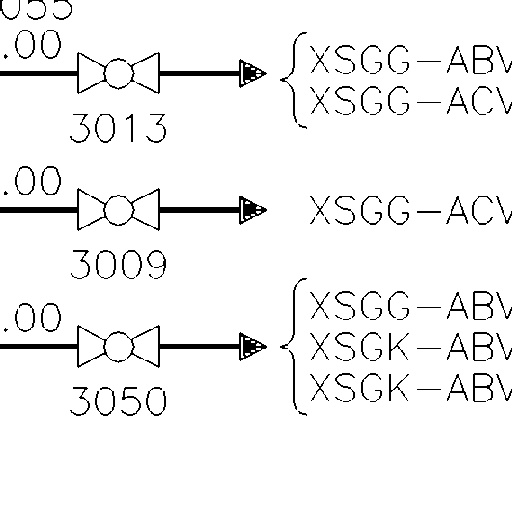 .00
XSGG-ABV
XSGG-ACV
3013
.00
XSGG-ACV
3009
.00
XSGG-ABV
XSGK-ABV
XSGK-ABV
3050